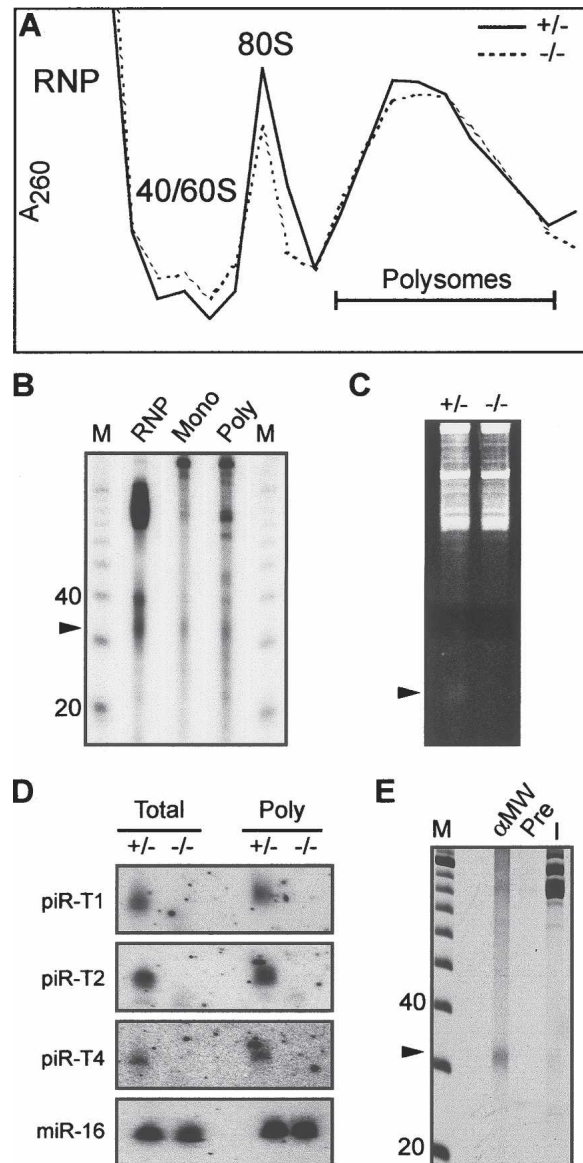 A
+/-
-/-
80S
RNP
40/60S
A260
Polysomes
B
M RNP Mono Poly M
40
20
C
+/- -/-
D
Total Poly
+/- -/- +/- -/-
piR-T1
piR-T2
piR-T4
miR-16
E
M αMW Pre I
40
20